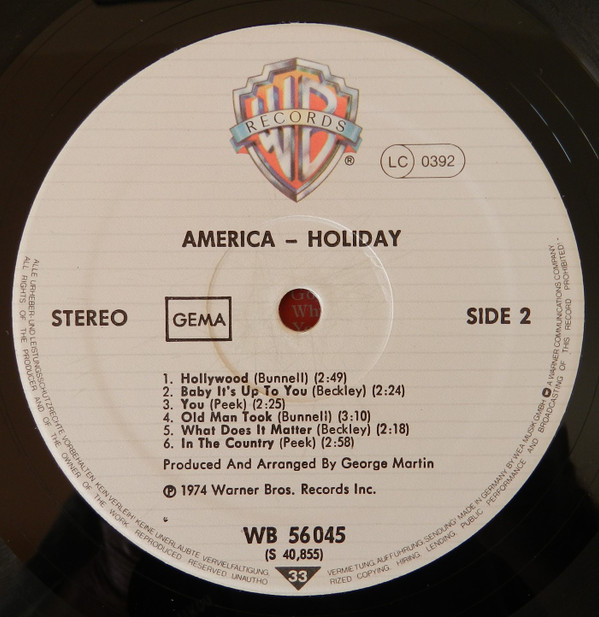 WB
RECORDS
®
LC 0392
AMERICA – HOLIDAY
STEREO
GEMA
SIDE 2
1. Hollywood (Bunnell) (2:49)
2. Baby It's Up To You (Beckley) (2:24)
3. You (Peek) (2:25)
4. Old Man Took (Bunnell) (3:10)
5. What Does It Matter (Beckley) (2:18)
6. In The Country (Peek) (2:58)
Produced And Arranged By George Martin
℗ 1974 Warner Bros. Records Inc.
WB 56 045
(S 40,855)
33
ALLE URHEBER- UND LEISTUNGSSCHUTZRECHTE VORBEHALTEN. KEIN VERLEIH! KEINE UNERLAUBTE VERVIELFÄLTIGUNG, VERMIETUNG, AUFFÜHRUNG, SENDUNG! MADE IN GERMANY BY WEA MUSIK GMBH A WARNER COMMUNICATIONS COMPANY
ALL RIGHTS OF THE PRODUCER AND OF THE OWNER OF THE WORK REPRODUCED RESERVED. UNAUTHORIZED COPYING, HIRING, LENDING, PUBLIC PERFORMANCE AND BROADCASTING OF THIS RECORD PROHIBITED!
Wh